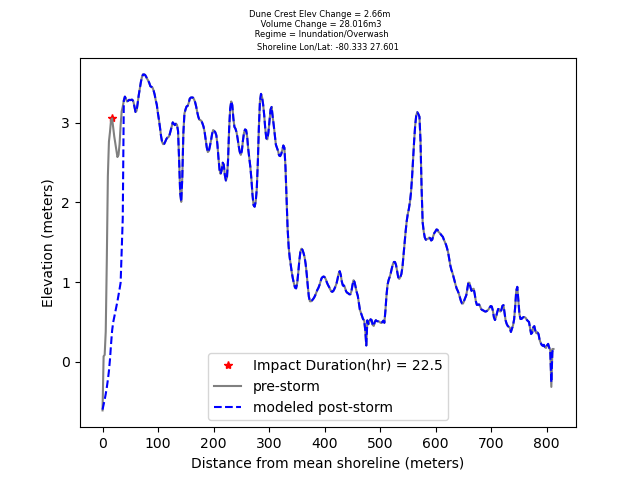 Dune Crest Elev Change = 2.66m
Volume Change = 28.016m3
Regime = Inundation/Overwash
Shoreline Lon/Lat: -80.333 27.601
Elevation (meters)
3
2
1
0
Impact Duration(hr) = 22.5
pre-storm
modeled post-storm
0 100 200 300 400 500 600 700 800
Distance from mean shoreline (meters)